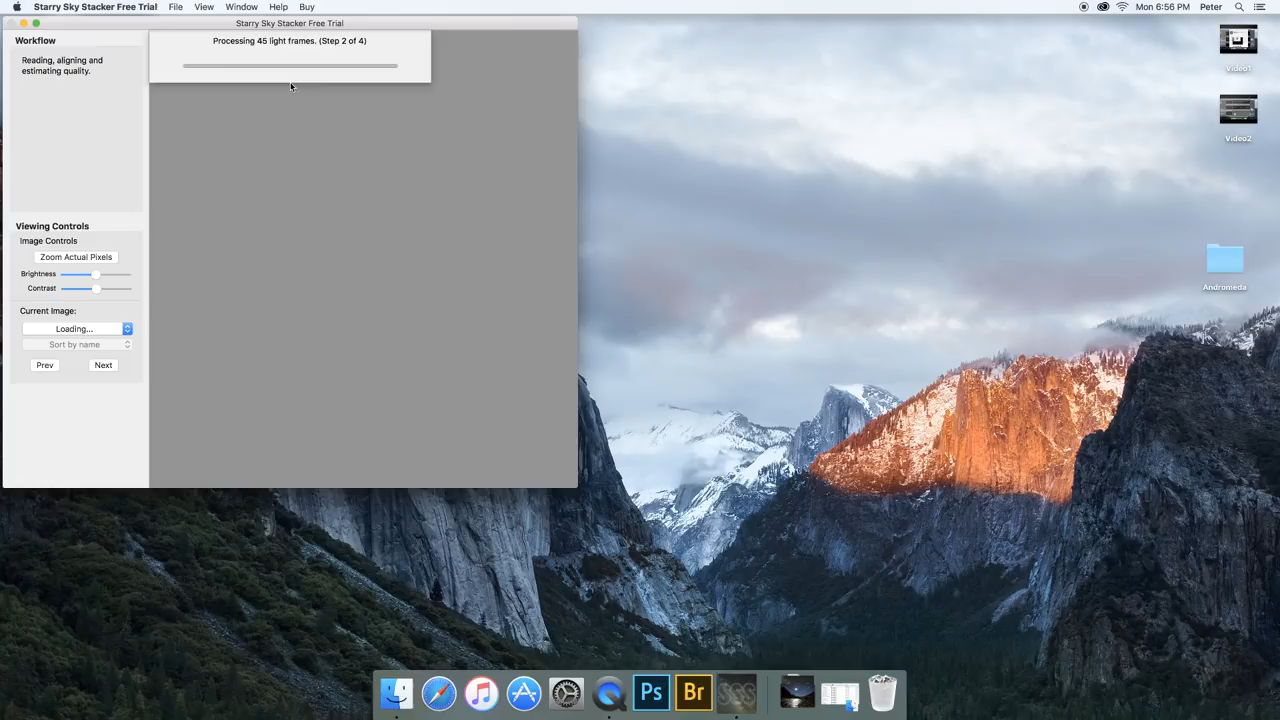 Starry Sky Stacker Free Trial File View Window Help Buy Mon 6:56 PM Peter
Starry Sky Stacker Free Trial
Workflow
Reading, aligning and
estimating quality.
Processing 45 light frames. (Step 2 of 4)
Viewing Controls
Image Controls
Zoom Actual Pixels
Brightness
Contrast
Current Image:
Loading...
Sort by name
Prev Next
Video1
Video2
Andromeda
Ps Br